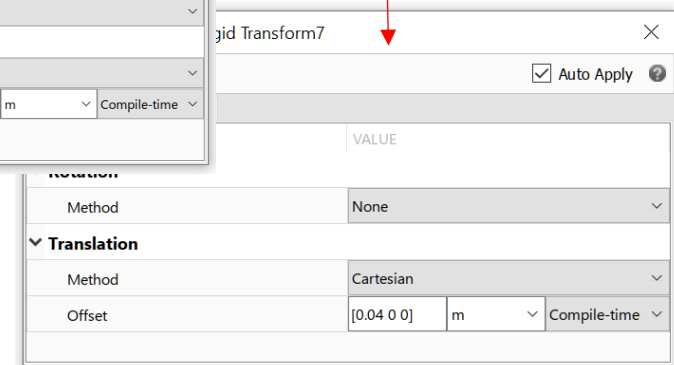 gid Transform7
Auto Apply
m Compile-time
VALUE
Rotation
Method None
Translation
Method Cartesian
Offset [0.04 0 0] m Compile-time